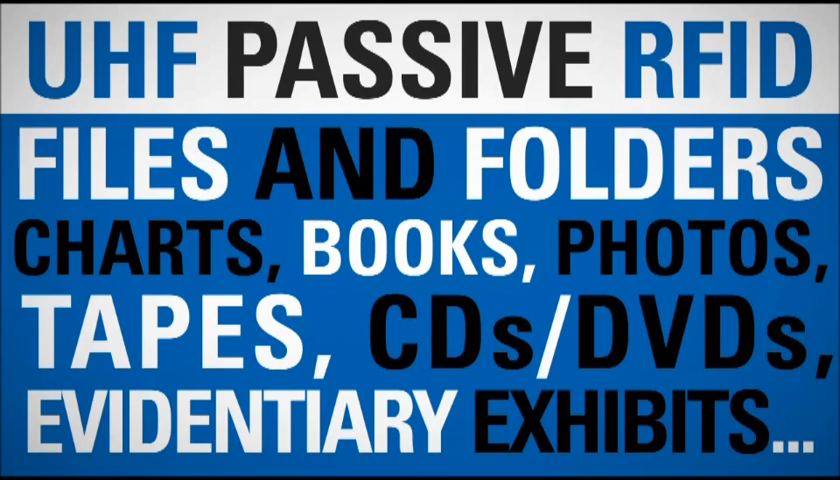 UHF PASSIVE RFID
FILES AND FOLDERS
CHARTS, BOOKS, PHOTOS,
TAPES, CDs/DVDs,
EVIDENTIARY EXHIBITS...